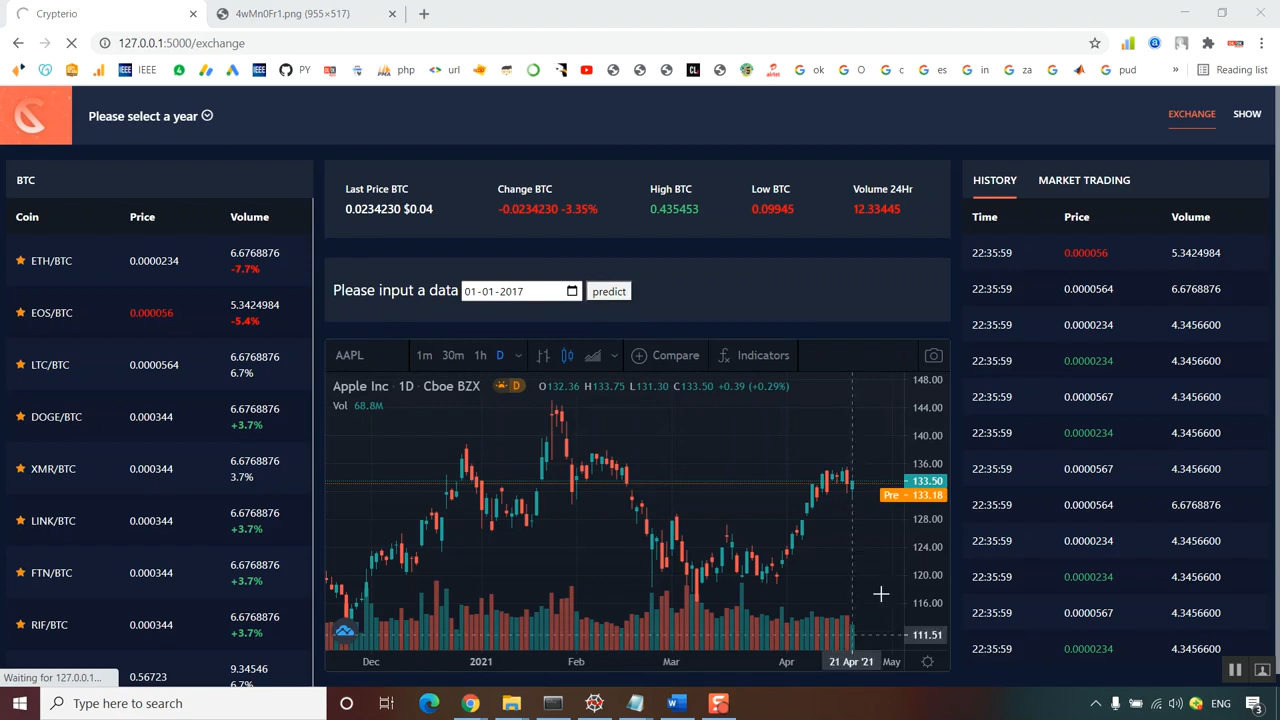 Crypterio
4wMn0Fr1.png (955×517)
127.0.0.1:5000/exchange
IEEE
IEEE
PY
php
url
CL
airtel
ok
O
c
es
in
za
pud
»
Reading list
Please select a year
EXCHANGE
SHOW
BTC
Coin Price Volume
ETH/BTC 0.0000234 6.6768876
-7.7%
EOS/BTC 0.000056 5.3424984
-5.4%
LTC/BTC 0.0000564 6.6768876
6.7%
DOGE/BTC 0.000344 6.6768876
+3.7%
XMR/BTC 0.000344 6.6768876
3.7%
LINK/BTC 0.000344 6.6768876
+3.7%
FTN/BTC 0.000344 6.6768876
+3.7%
RIF/BTC 0.000344 6.6768876
+3.7%
0.56723 9.34546
6.7%
Waiting for 127.0.0.1...
Last Price BTC Change BTC High BTC Low BTC Volume 24Hr
0.0234230 $0.04 -0.0234230 -3.35% 0.435453 0.09945 12.33445
Please input a data 01-01-2017 predict
AAPL 1m 30m 1h D Compare Indicators
Apple Inc · 1D · Cboe BZX D O132.36 H133.75 L131.30 C133.50 +0.39 (+0.29%)
Vol 68.8M
148.00
144.00
140.00
136.00
133.50
Pre 133.18
128.00
124.00
120.00
116.00
111.51
Dec 2021 Feb Mar Apr 21 Apr '21 May
HISTORY MARKET TRADING
Time Price Volume
22:35:59 0.000056 5.3424984
22:35:59 0.0000564 6.6768876
22:35:59 0.0000234 4.3456600
22:35:59 0.0000234 4.3456600
22:35:59 0.0000567 4.3456600
22:35:59 0.0000234 4.3456600
22:35:59 0.0000567 4.3456600
22:35:59 0.0000564 6.6768876
22:35:59 0.0000234 4.3456600
22:35:59 0.0000234 4.3456600
22:35:59 0.0000567 4.3456600
22:35:59 0.0000234 4.3456600
Type here to search
ENG
3